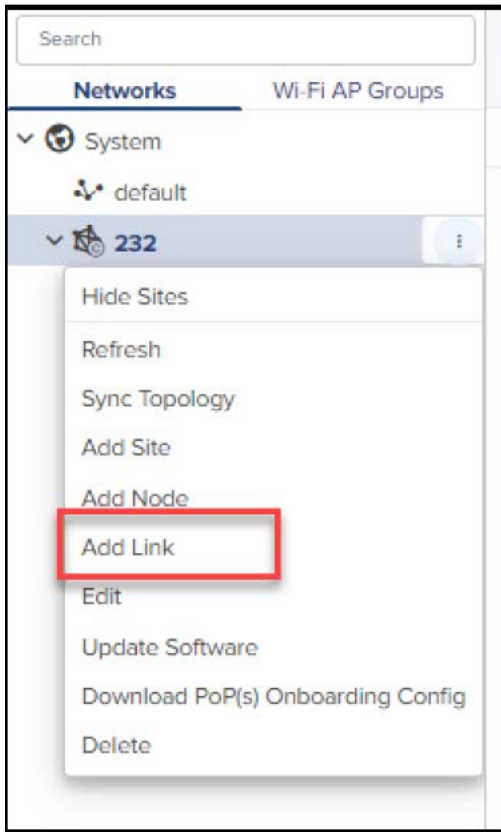 Search
Networks Wi-Fi AP Groups
System
default
232
Hide Sites
Refresh
Sync Topology
Add Site
Add Node
Add Link
Edit
Update Software
Download PoP(s) Onboarding Config
Delete